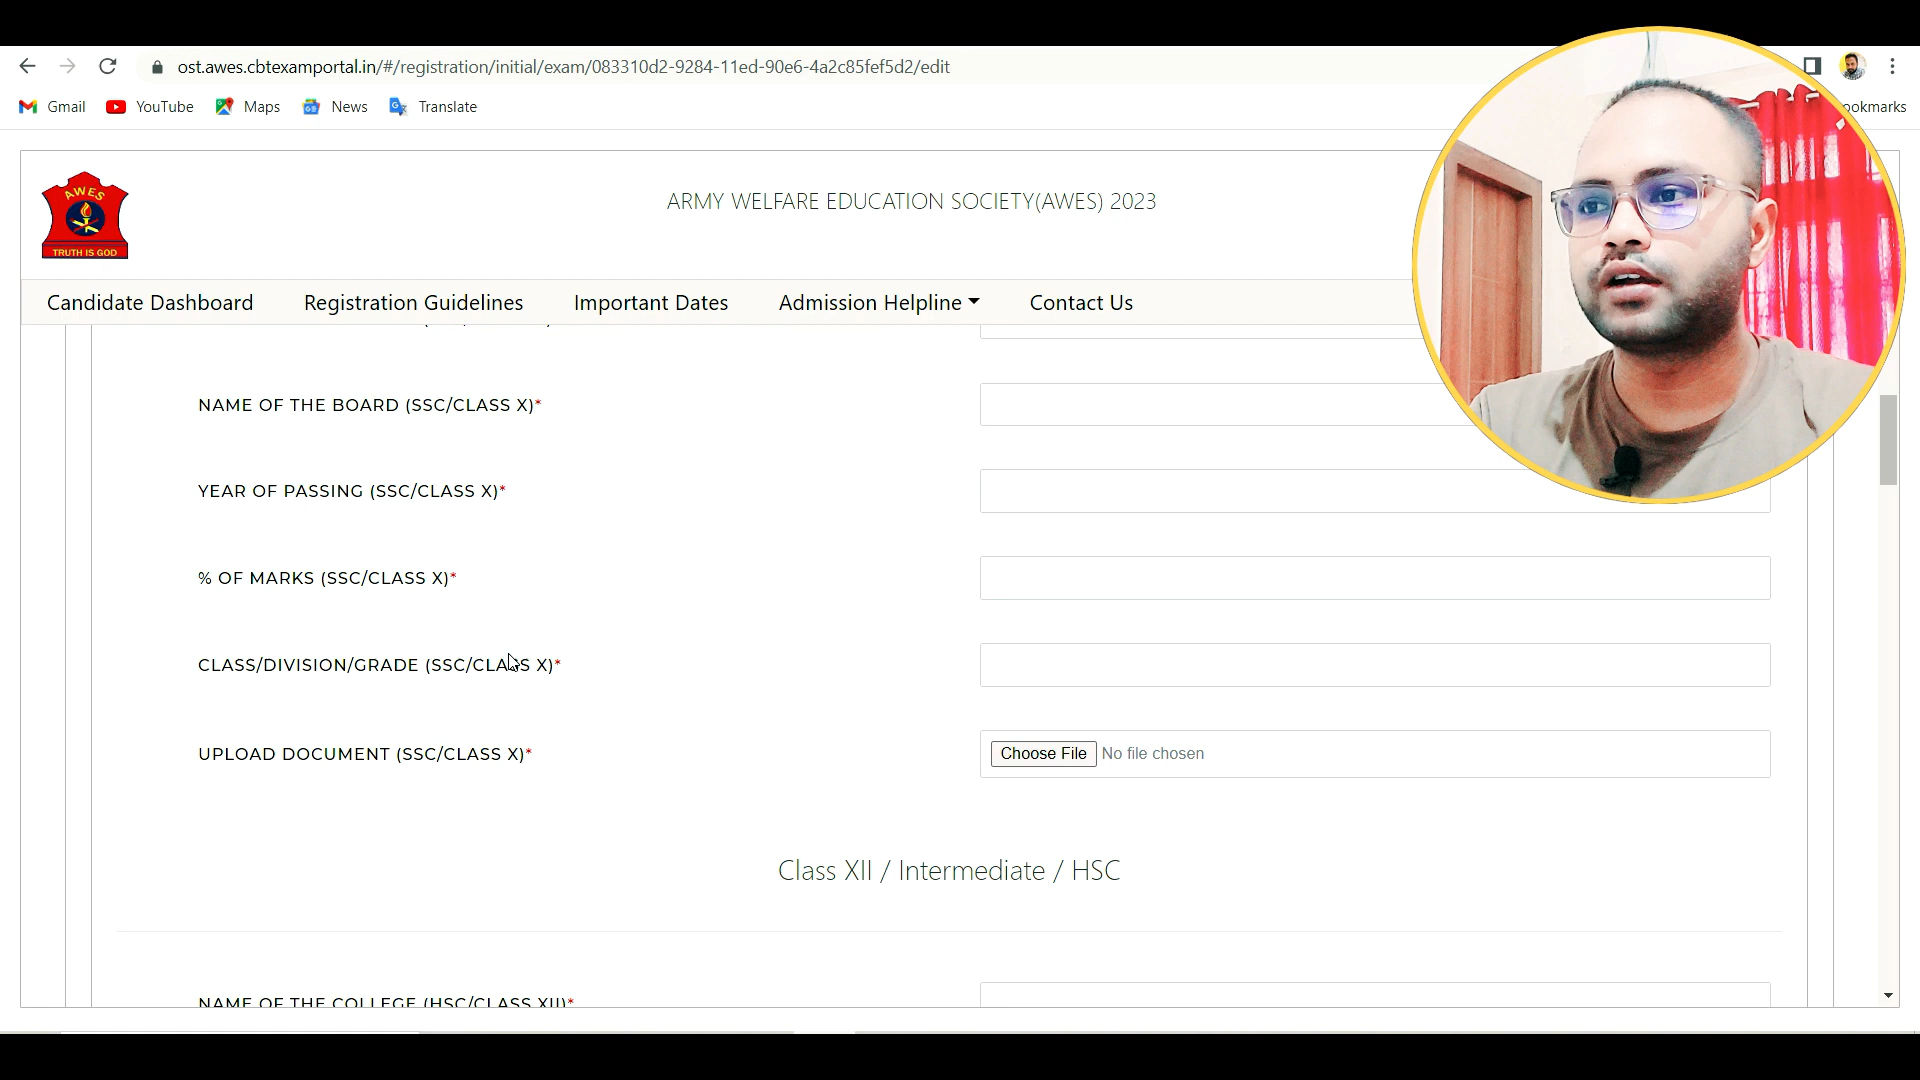 ost.awes.cbtexamportal.in/#/registration/initial/exam/083310d2-9284-11ed-90e6-4a2c85fef5d2/edit
Gmail YouTube Maps News Translate ookmarks
AWES
TRUTH IS GOD
ARMY WELFARE EDUCATION SOCIETY(AWES) 2023
Candidate Dashboard Registration Guidelines Important Dates Admission Helpline Contact Us
NAME OF THE BOARD (SSC/CLASS X)*
YEAR OF PASSING (SSC/CLASS X)*
% OF MARKS (SSC/CLASS X)*
CLASS/DIVISION/GRADE (SSC/CLASS X)*
UPLOAD DOCUMENT (SSC/CLASS X)* Choose File No file chosen
Class XII / Intermediate / HSC
NAME OF THE COLLEGE (HSC/CLASS XII)*